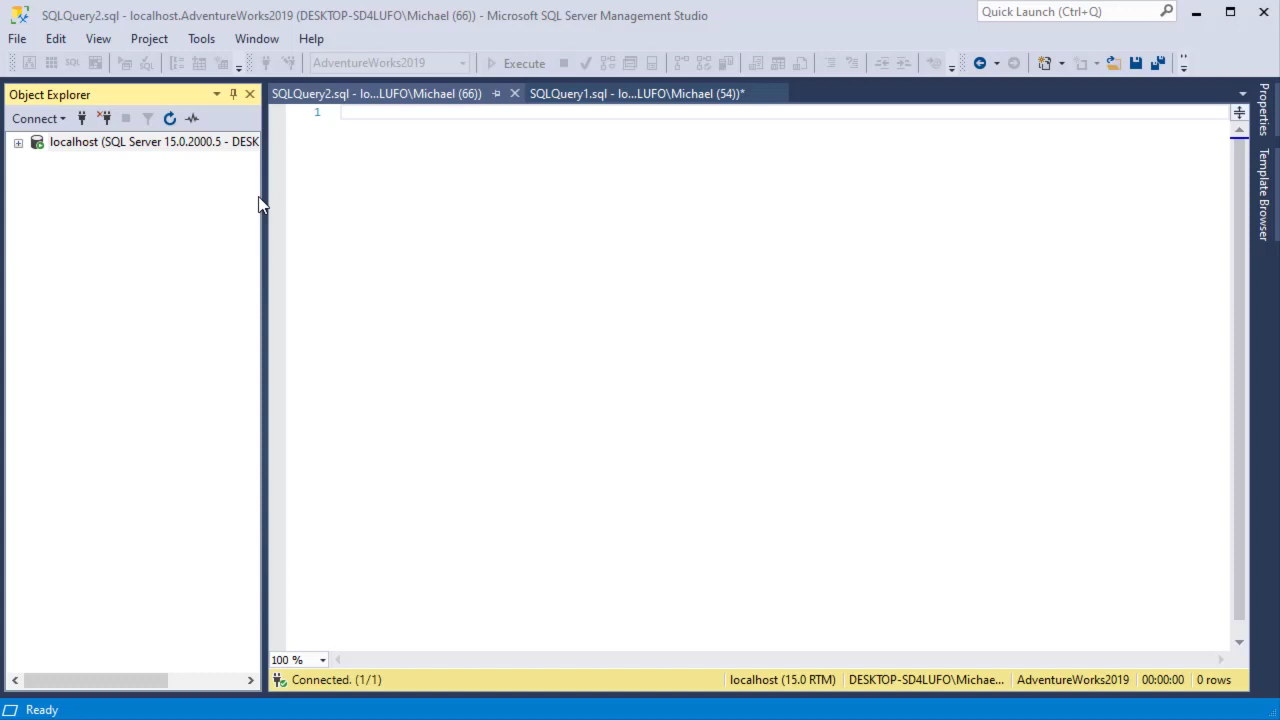 SQLQuery2.sql - localhost.AdventureWorks2019 (DESKTOP-SD4LUFO\Michael (66)) - Microsoft SQL Server Management Studio
Quick Launch (Ctrl+Q)
File Edit View Project Tools Window Help
AdventureWorks2019 Execute
Object Explorer
SQLQuery2.sql - lo...LUFO\Michael (66))
SQLQuery1.sql - lo...LUFO\Michael (54))*
Connect
1
localhost (SQL Server 15.0.2000.5 - DESK
Properties
Template Browser
100 %
Connected. (1/1)
localhost (15.0 RTM)
DESKTOP-SD4LUFO\Michae...
AdventureWorks2019
00:00:00
0 rows
Ready